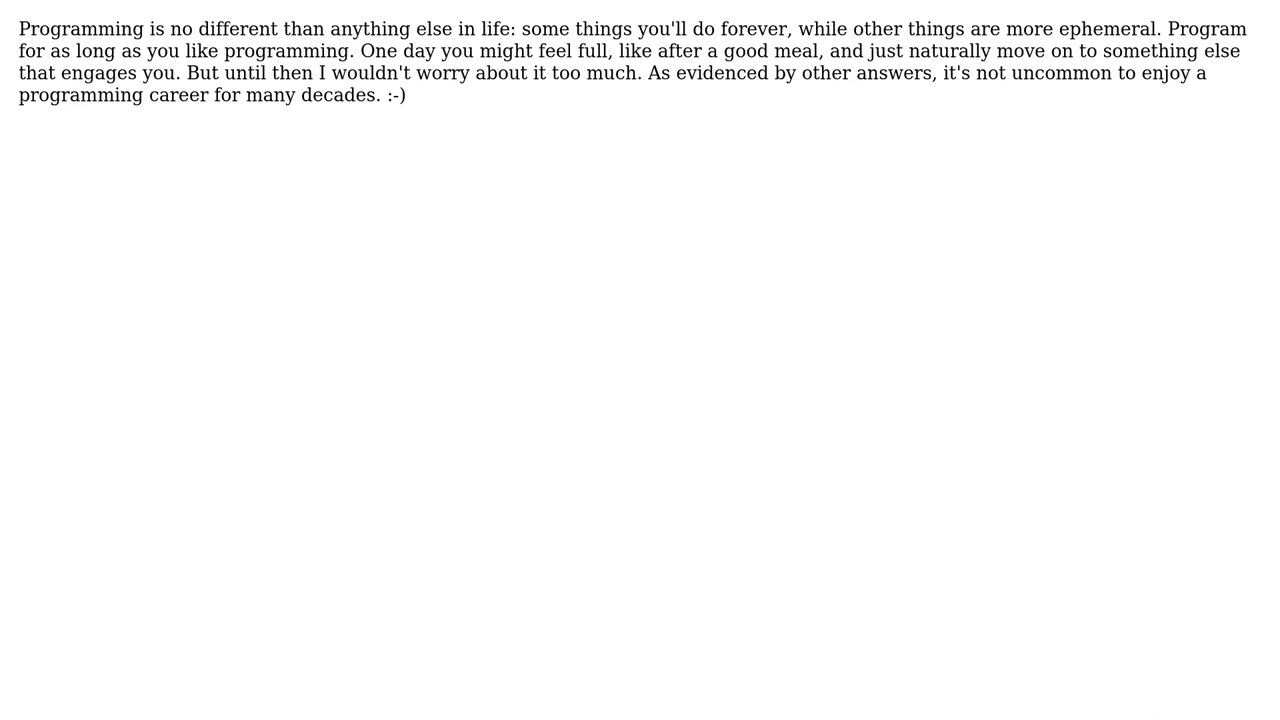 Programming is no different than anything else in life: some things you'll do forever, while other things are more ephemeral. Program
for as long as you like programming. One day you might feel full, like after a good meal, and just naturally move on to something else
that engages you. But until then I wouldn't worry about it too much. As evidenced by other answers, it's not uncommon to enjoy a
programming career for many decades. :-)